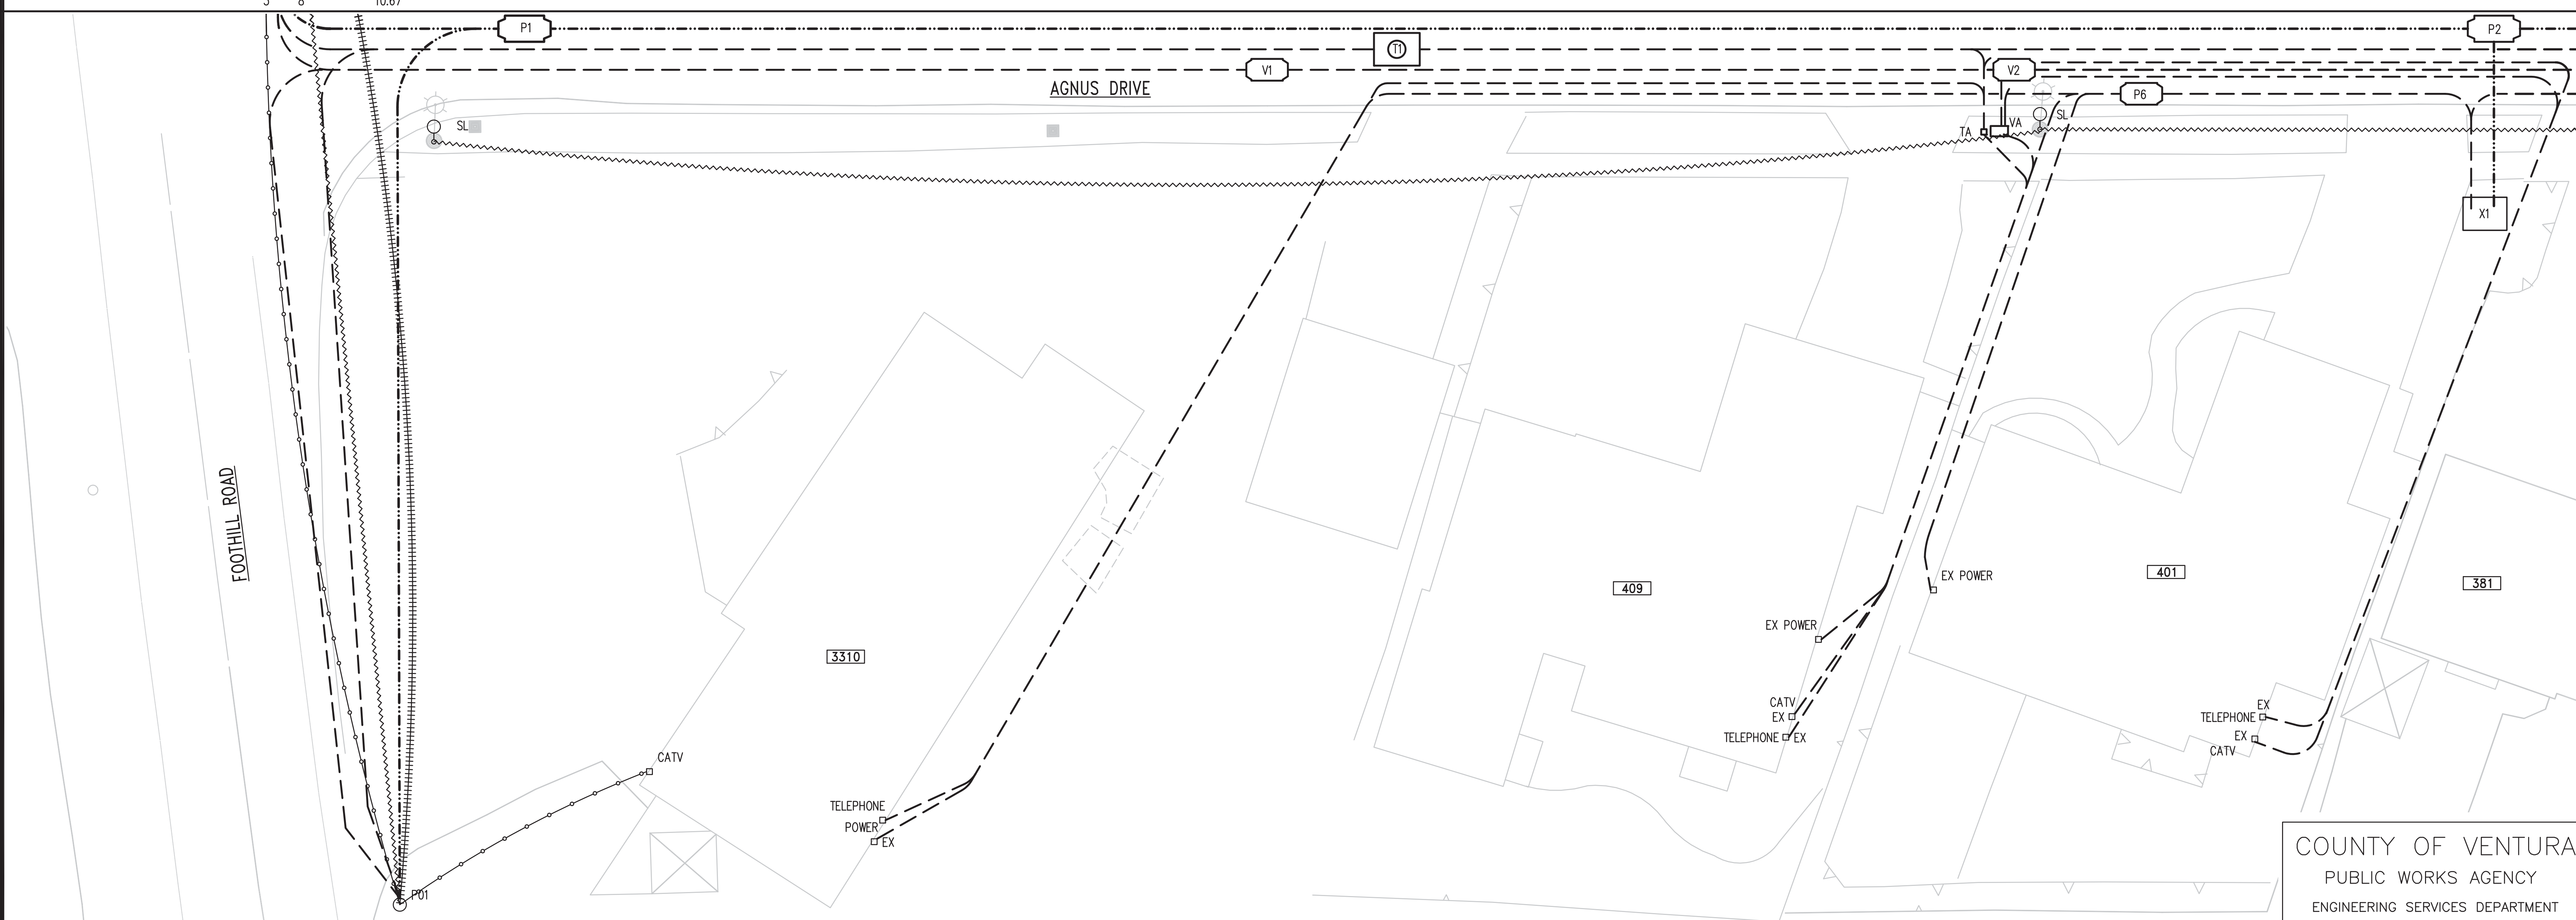 P1
T1
P2
V1
V2
AGNUS DRIVE
P6
SL
SL
TA
VA
X1
FOOTHILL ROAD
EX POWER
401
381
409
EX POWER
3310
CATV
EX
EX
TELEPHONE
TELEPHONE
EX
EX
CATV
CATV
TELEPHONE
POWER
EX
COUNTY OF VENTURA
PUBLIC WORKS AGENCY
ENGINEERING SERVICES DEPARTMENT
P01